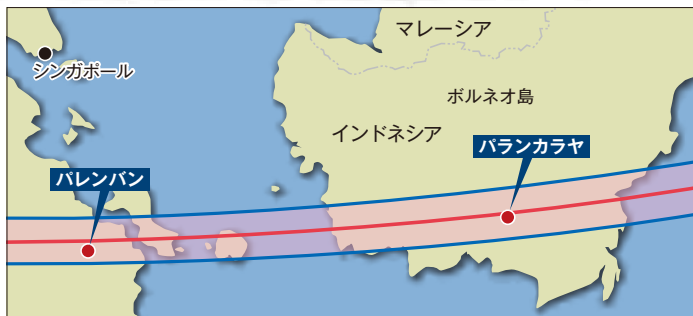 マレーシア
シンガポール
ボルネオ島
インドネシア
パランカラヤ
パレンバン